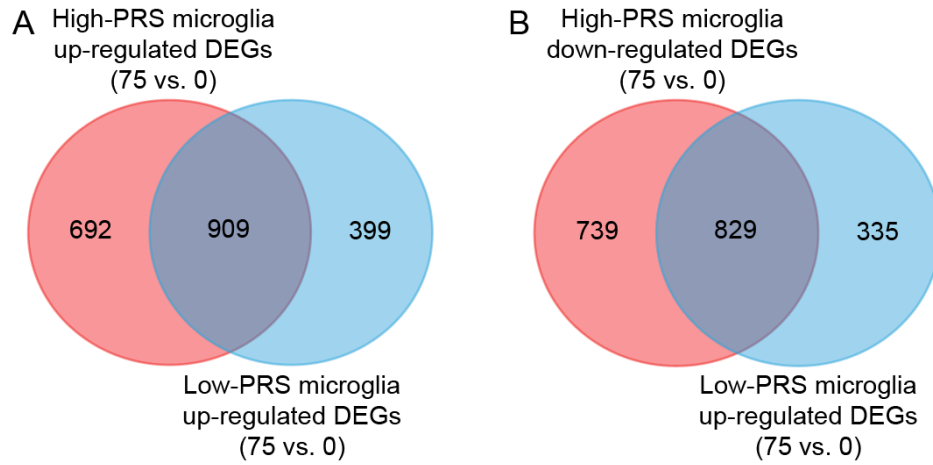 A
High-PRS microglia
up-regulated DEGs
(75 vs. 0)
692
909
399
Low-PRS microglia
up-regulated DEGs
(75 vs. 0)
B
High-PRS microglia
down-regulated DEGs
(75 vs. 0)
739
829
335
Low-PRS microglia
up-regulated DEGs
(75 vs. 0)